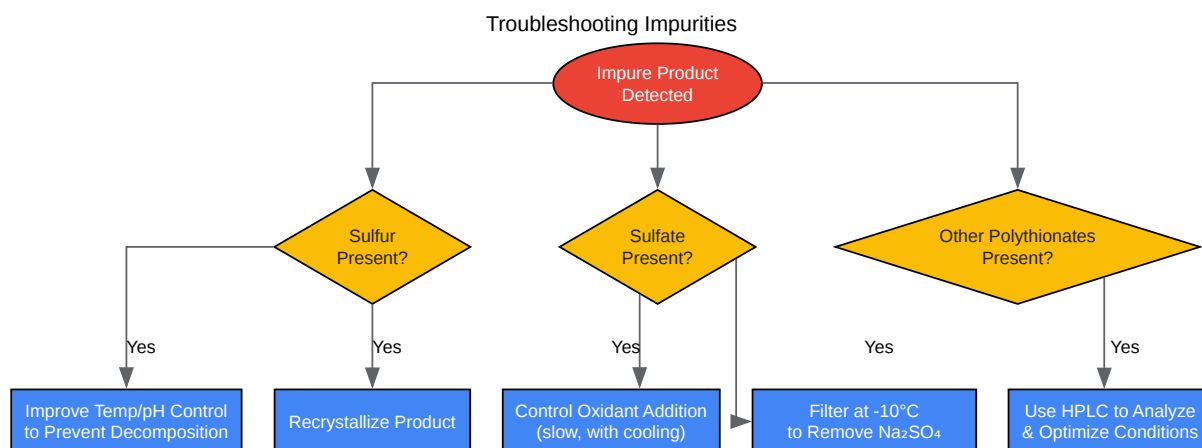 Troubleshooting Impurities
Impure Product
Detected
Sulfur
Present?
Sulfate
Present?
Other Polythionates
Present?
Yes
Yes
Yes
Yes
Yes
Improve Temp/pH Control
to Prevent Decomposition
Recrystallize Product
Control Oxidant Addition
(slow, with cooling)
Filter at -10°C
to Remove Na₂SO₄
Use HPLC to Analyze
& Optimize Conditions